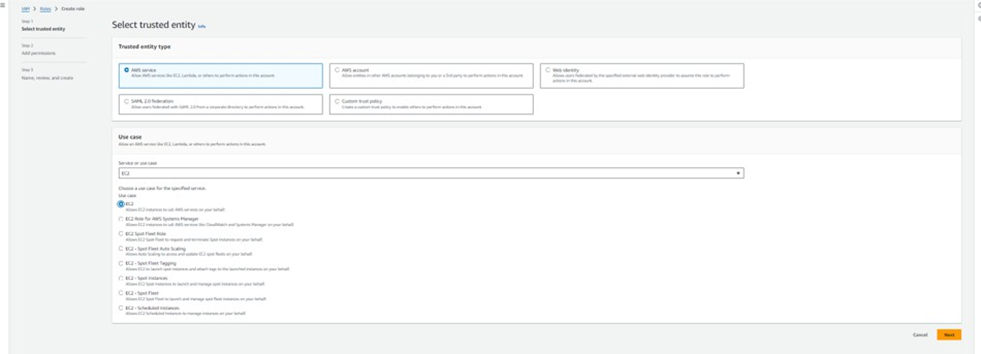 IAM > Roles > Create role
Step 1
Select trusted entity
Step 2
Add permissions
Step 3
Name, review, and create
Select trusted entity Info
Trusted entity type
AWS service
Allow AWS services like EC2, Lambda, or others to perform actions in this account.
AWS account
Allow entities in other AWS accounts belonging to you or a 3rd party to perform actions in this account.
Web identity
Allows users federated by the specified external web identity provider to assume this role to perform
actions in this account.
SAML 2.0 federation
Allow users federated with SAML 2.0 from a corporate directory to perform actions in this account.
Custom trust policy
Create a custom trust policy to enable others to perform actions in this account.
Use case
Allow an AWS service like EC2, Lambda, or others to perform actions in this account.
Service or use case
EC2
Choose a use case for the specified service.
Use case
EC2
Allows EC2 instances to call AWS services on your behalf.
EC2 Role for AWS Systems Manager
Allows EC2 instances to call AWS services like CloudWatch and Systems Manager on your behalf.
EC2 Spot Fleet Role
Allows EC2 Spot Fleet to request and terminate Spot Instances on your behalf.
EC2 - Spot Fleet Auto Scaling
Allows Auto Scaling to access and update EC2 spot fleets on your behalf.
EC2 - Spot Fleet Tagging
Allows EC2 to launch spot instances and attach tags to the launched instances on your behalf.
EC2 - Spot Instances
Allows EC2 Spot Instances to launch and manage spot instances on your behalf.
EC2 - Spot Fleet
Allows EC2 Spot Fleet to launch and manage spot fleet instances on your behalf.
EC2 - Scheduled Instances
Allows EC2 Scheduled Instances to manage instances on your behalf.
Cancel
Next